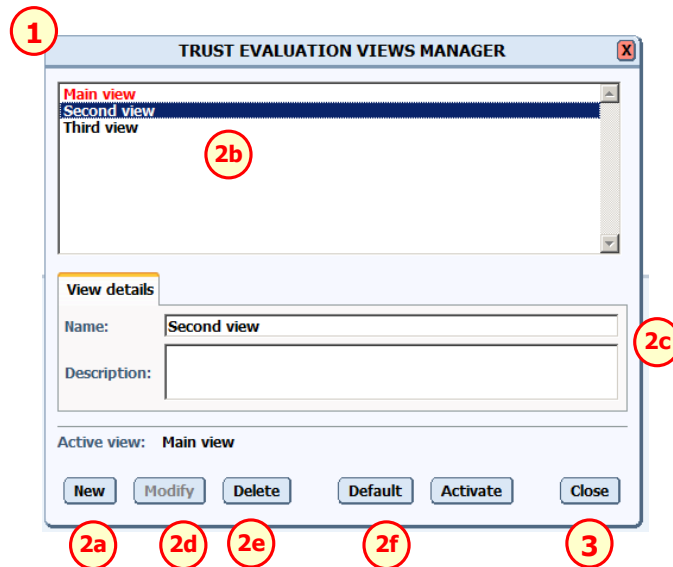 1
TRUST EVALUATION VIEWS MANAGER X
Main view
Second view
Third view
2b
View details
Name: Second view
2c
Description:
Active view: Main view
New Modify Delete Default Activate Close
2a 2d 2e 2f 3